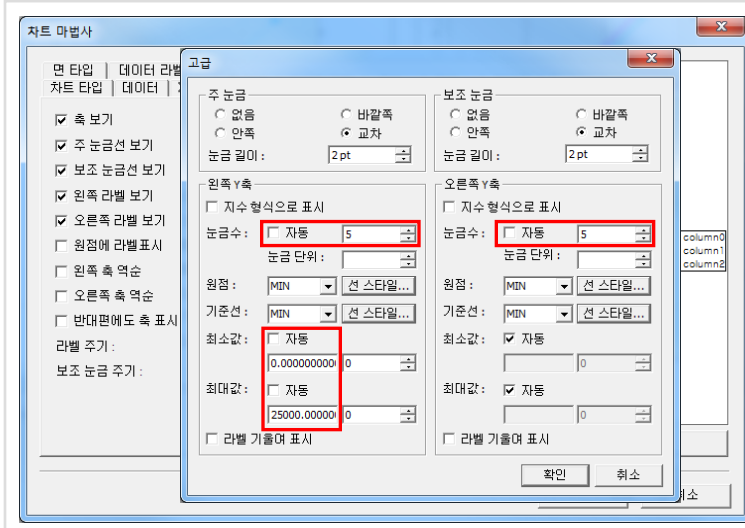 차트 마법사
면 타입 | 데이터 라벨
차트 타입 | 데이터 |
축 보기
주 눈금선 보기
보조 눈금선 보기
왼쪽 라벨 보기
오른쪽 라벨 보기
원점에 라벨표시
왼쪽 축 역순
오른쪽 축 역순
반대편에도 축 표시
라벨 주기 :
보조 눈금 주기 :
고급
주 눈금
없음 바깥쪽
안쪽 교차
눈금 길이 : 2pt
왼쪽 Y축
지수 형식으로 표시
눈금수 : 자동 5
눈금 단위 :
원점 : MIN 선 스타일...
기준선 : MIN 선 스타일...
최소값 : 자동
0.0000000000 0
최대값 : 자동
25000.000000 0
라벨 기울여 표시
보조 눈금
없음 바깥쪽
안쪽 교차
눈금 길이 : 2pt
오른쪽 Y축
지수 형식으로 표시
눈금수 : 자동 5
눈금 단위 :
원점 : MIN 선 스타일...
기준선 : MIN 선 스타일...
최소값 : 자동
0
최대값 : 자동
0
라벨 기울여 표시
확인 취소
column0
column1
column2
취소